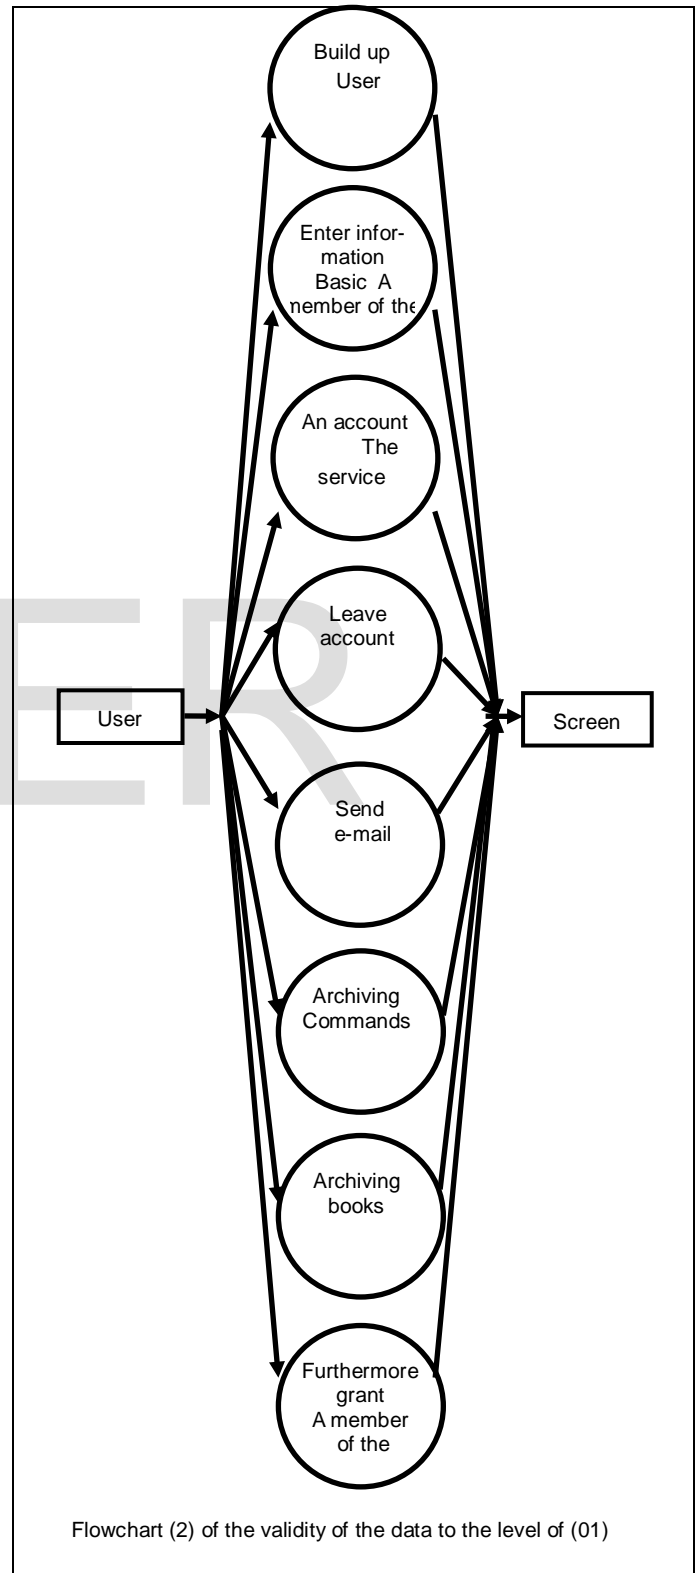 Build up
User
Enter infor-
mation
Basic A
member of the
An account
The
service
Leave
account
User
Screen
Send
e-mail
Archiving
Commands
Archiving
books
Furthermore
grant
A member
of the
Flowchart (2) of the validity of the data to the level of (01)
ER